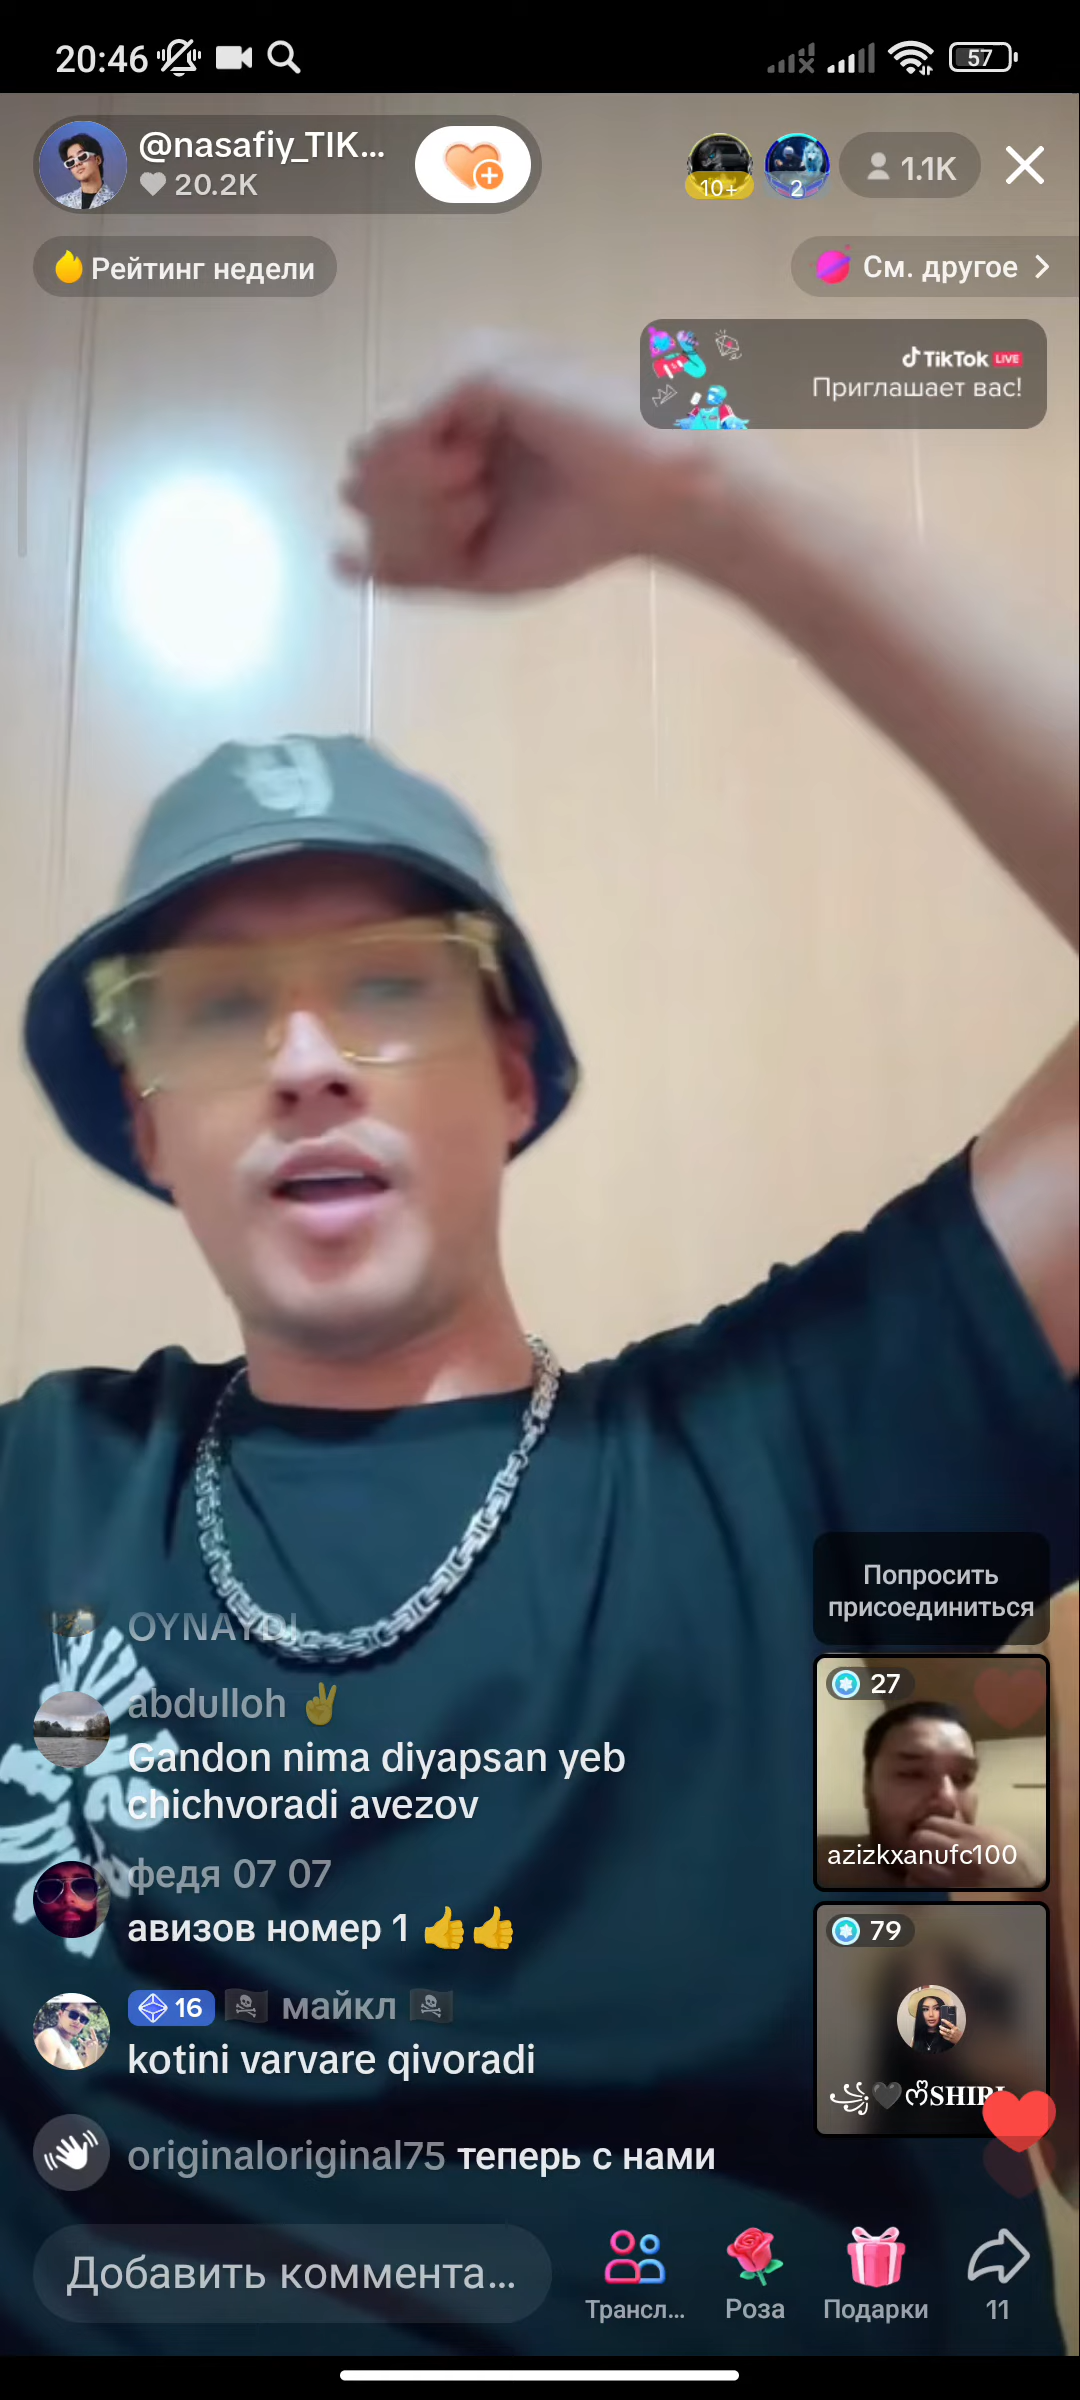 20:46
57
@nasafiy_TIK...
20.2K
10+
2
1.1K
Рейтинг недели
См. другое
TikTok LIVE
Приглашает вас!
Попросить
присоединиться
OYNAYDI
abdulloh ✌
Gandon nima diyapsan yeb
chichvoradi avezov
федя 07 07
авизов номер 1 👍👍
16 🏴‍☠️ майкл 🏴‍☠️
kotini varvare qivoradi
originaloriginal75 теперь с нами
27
azizkxanufc100
79
🖤ကိSHIRI
Добавить коммента...
Трансл...
Роза
Подарки
11